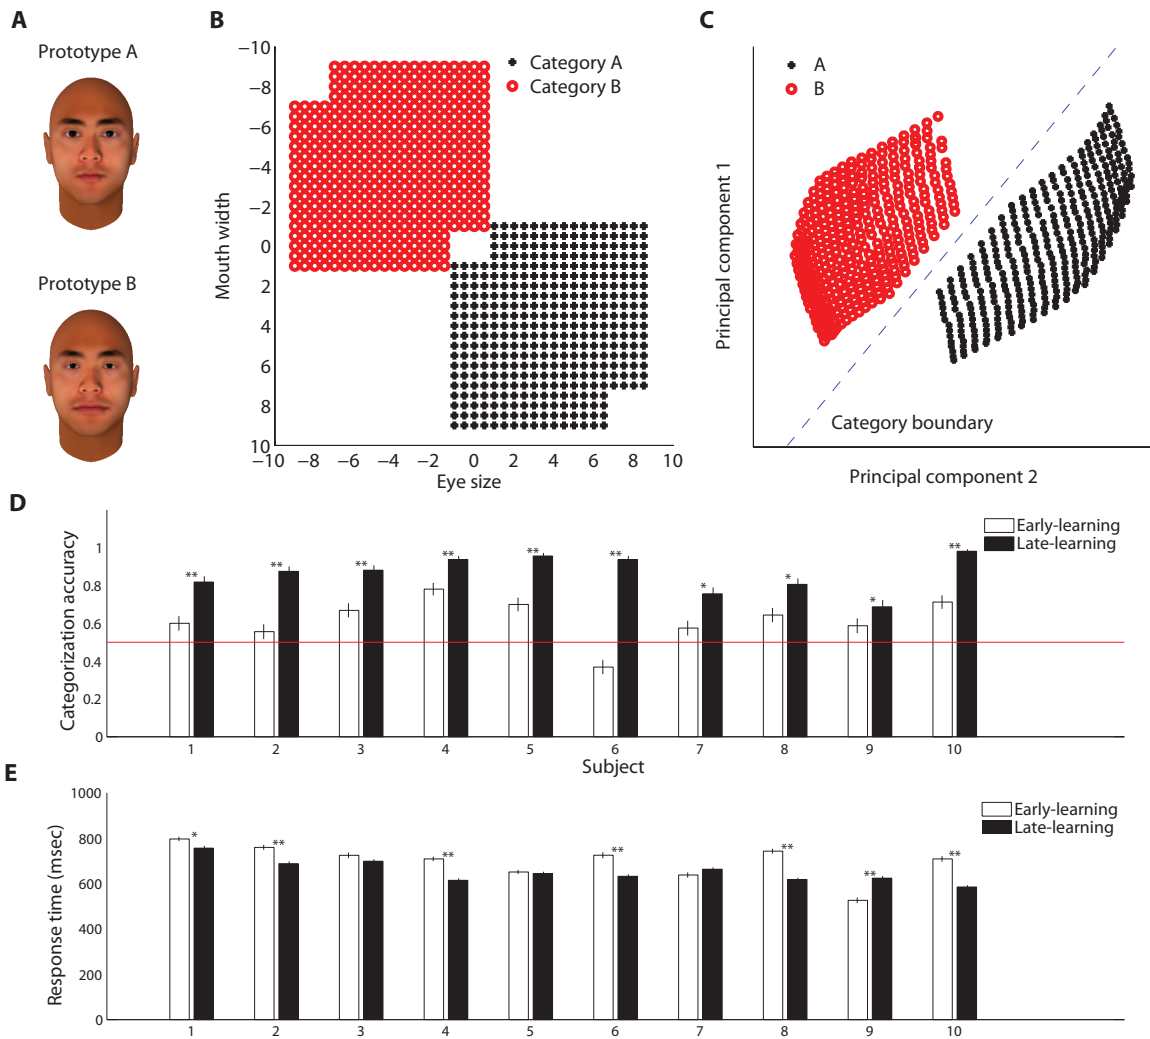 A
Prototype A
Prototype B
B
Mouth width
−10
−8
−6
−4
−2
0
2
4
6
8
10
−10 −8 −6 −4 −2 0 2 4 6 8 10
Eye size
Category A
Category B
C
A
B
Principal component 1
Category boundary
Principal component 2
D
Categorization accuracy
1
0.8
0.6
0.4
0.2
0
Early-learning
Late-learning
** ** ** ** ** ** * * * **
1 2 3 4 5 6 7 8 9 10
Subject
E
Response time (msec)
1000
800
600
400
200
0
Early-learning
Late-learning
* ** ** ** ** ** **
1 2 3 4 5 6 7 8 9 10